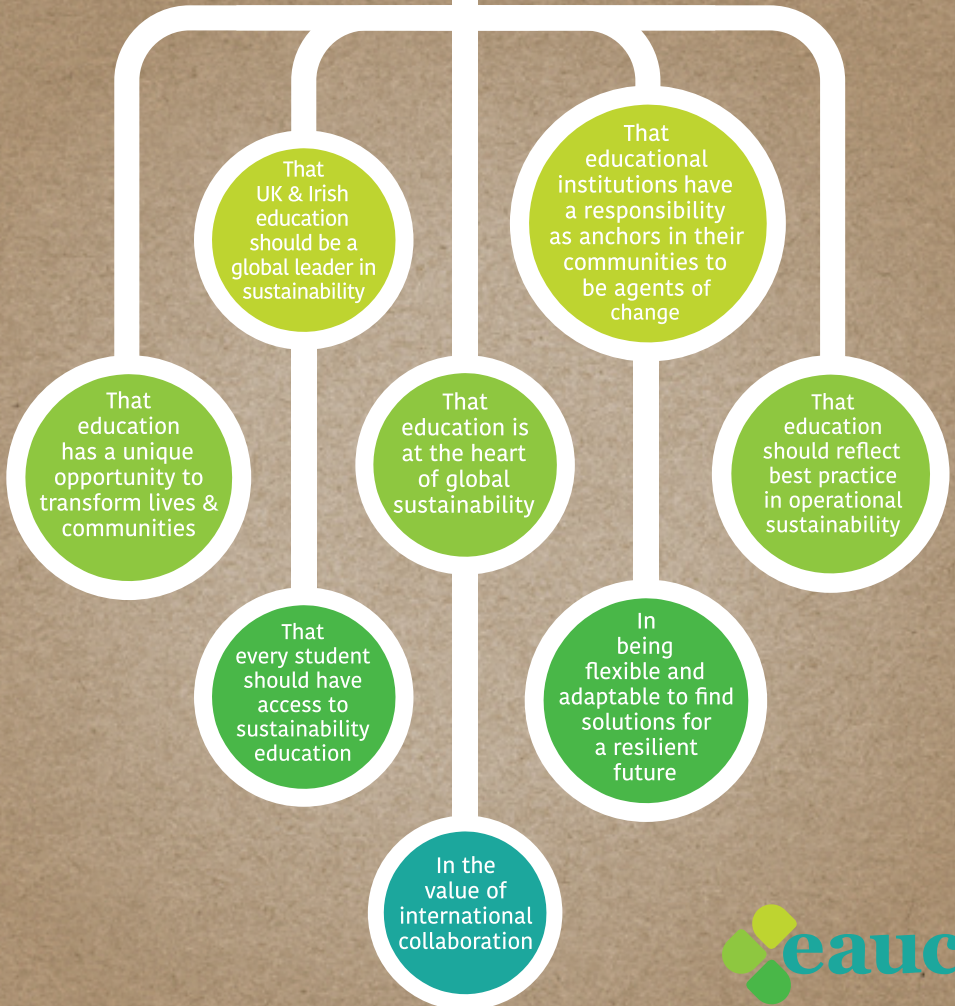 That
UK & Irish
education
should be a
global leader in
sustainability
That
educational
institutions have
a responsibility
as anchors in their
communities to
be agents of
change
That
education
has a unique
opportunity to
transform lives &
communities
That
education is
at the heart
of global
sustainability
That
education
should reflect
best practice
in operational
sustainability
That
every student
should have
access to
sustainability
education
In
being
flexible and
adaptable to find
solutions for
a resilient
future
In the
value of
international
collaboration
eauc